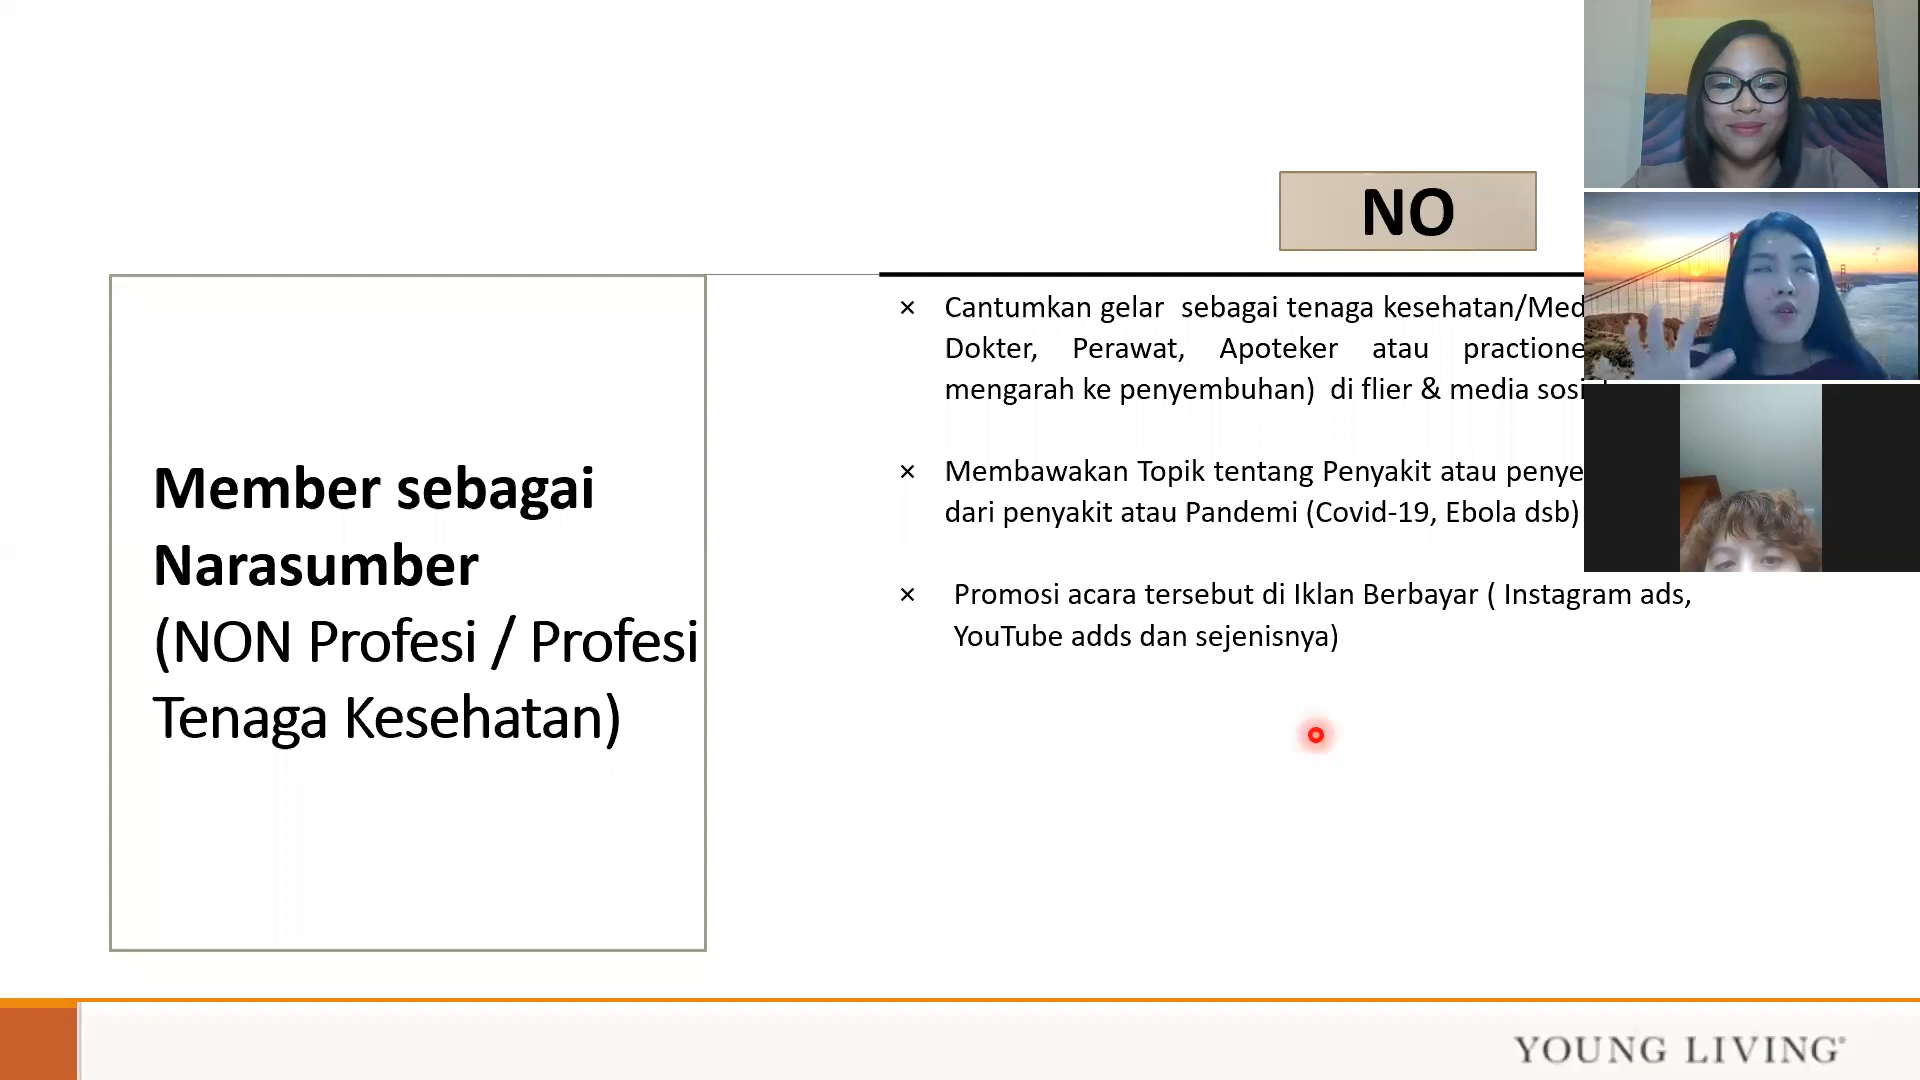 NO
Member sebagai
Narasumber
(NON Profesi / Profesi
Tenaga Kesehatan)
× Cantumkan gelar sebagai tenaga kesehatan/Med
Dokter, Perawat, Apoteker atau practione
mengarah ke penyembuhan) di flier & media sosi
× Membawakan Topik tentang Penyakit atau penye
dari penyakit atau Pandemi (Covid-19, Ebola dsb)
× Promosi acara tersebut di Iklan Berbayar ( Instagram ads,
YouTube adds dan sejenisnya)
YOUNG LIVING®